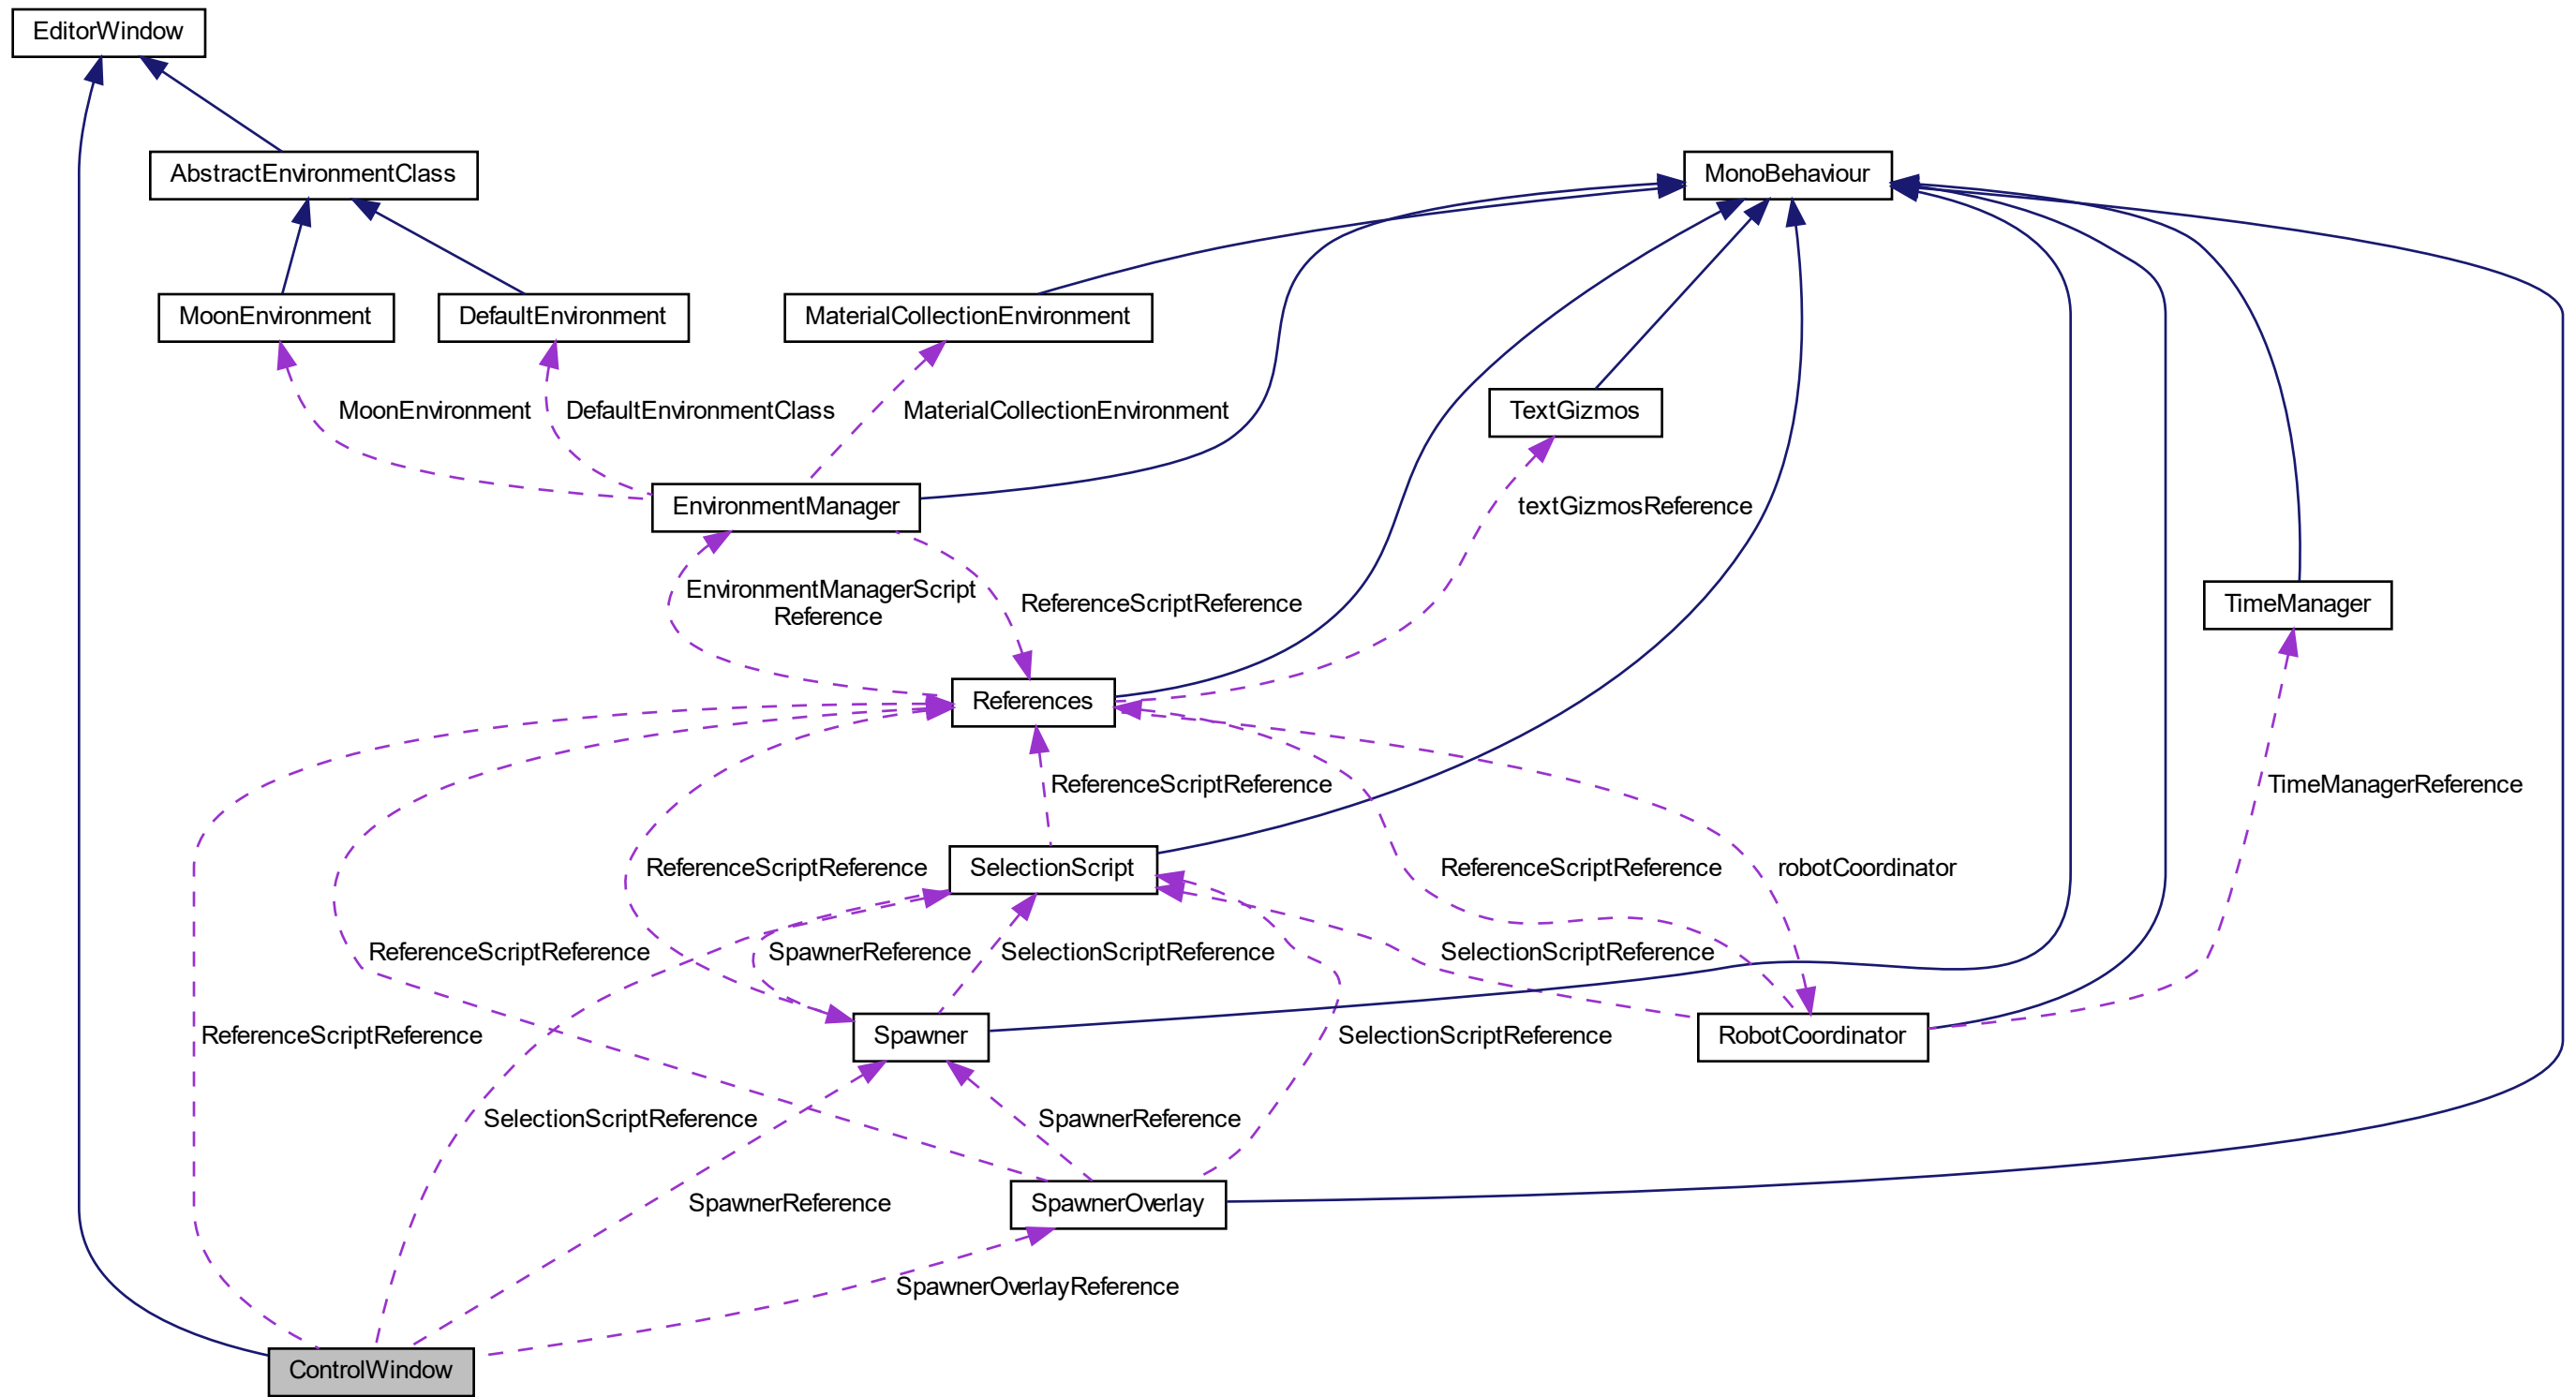 EditorWindow
AbstractEnvironmentClass
MonoBehaviour
MoonEnvironment
DefaultEnvironment
MaterialCollectionEnvironment
MoonEnvironment
DefaultEnvironmentClass
MaterialCollectionEnvironment
TextGizmos
EnvironmentManager
textGizmosReference
EnvironmentManagerScript
Reference
ReferenceScriptReference
TimeManager
References
ReferenceScriptReference
TimeManagerReference
ReferenceScriptReference
SelectionScript
ReferenceScriptReference
robotCoordinator
ReferenceScriptReference
SpawnerReference
SelectionScriptReference
SelectionScriptReference
ReferenceScriptReference
Spawner
SelectionScriptReference
RobotCoordinator
SelectionScriptReference
SpawnerReference
SpawnerReference
SpawnerOverlay
SpawnerOverlayReference
ControlWindow